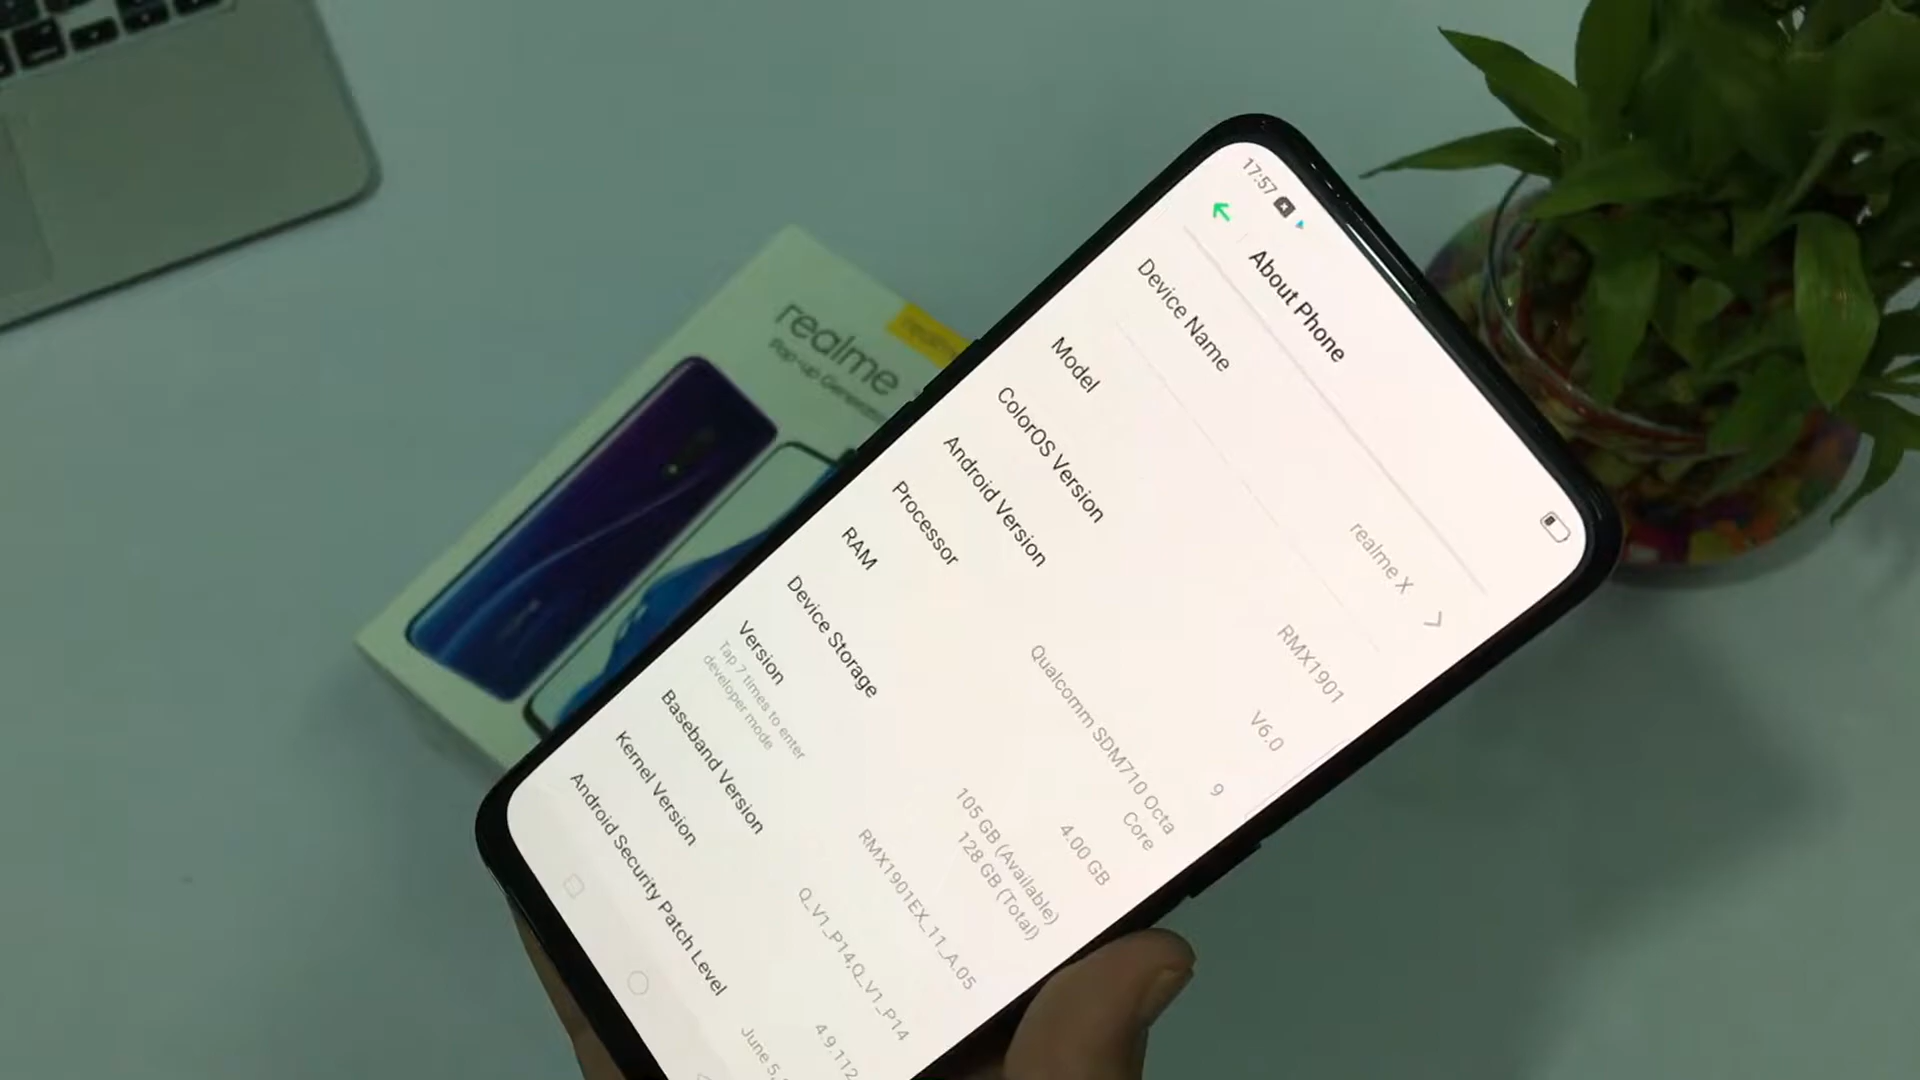 17:57
About Phone
Device Name
realme X
Model
RMX1901
ColorOS Version
V6.0
Android Version
9
Processor
Qualcomm SDM710 Octa
Core
RAM
4.00 GB
Device Storage
105 GB (Available)
128 GB (Total)
Version
Tap 7 times to enter
developer mode
RMX1901EX_11_A.05
Baseband Version
Q_V1_P14,Q_V1_P14
Kernel Version
4.9.112
Android Security Patch Level
June 5,
realme
Pop-up